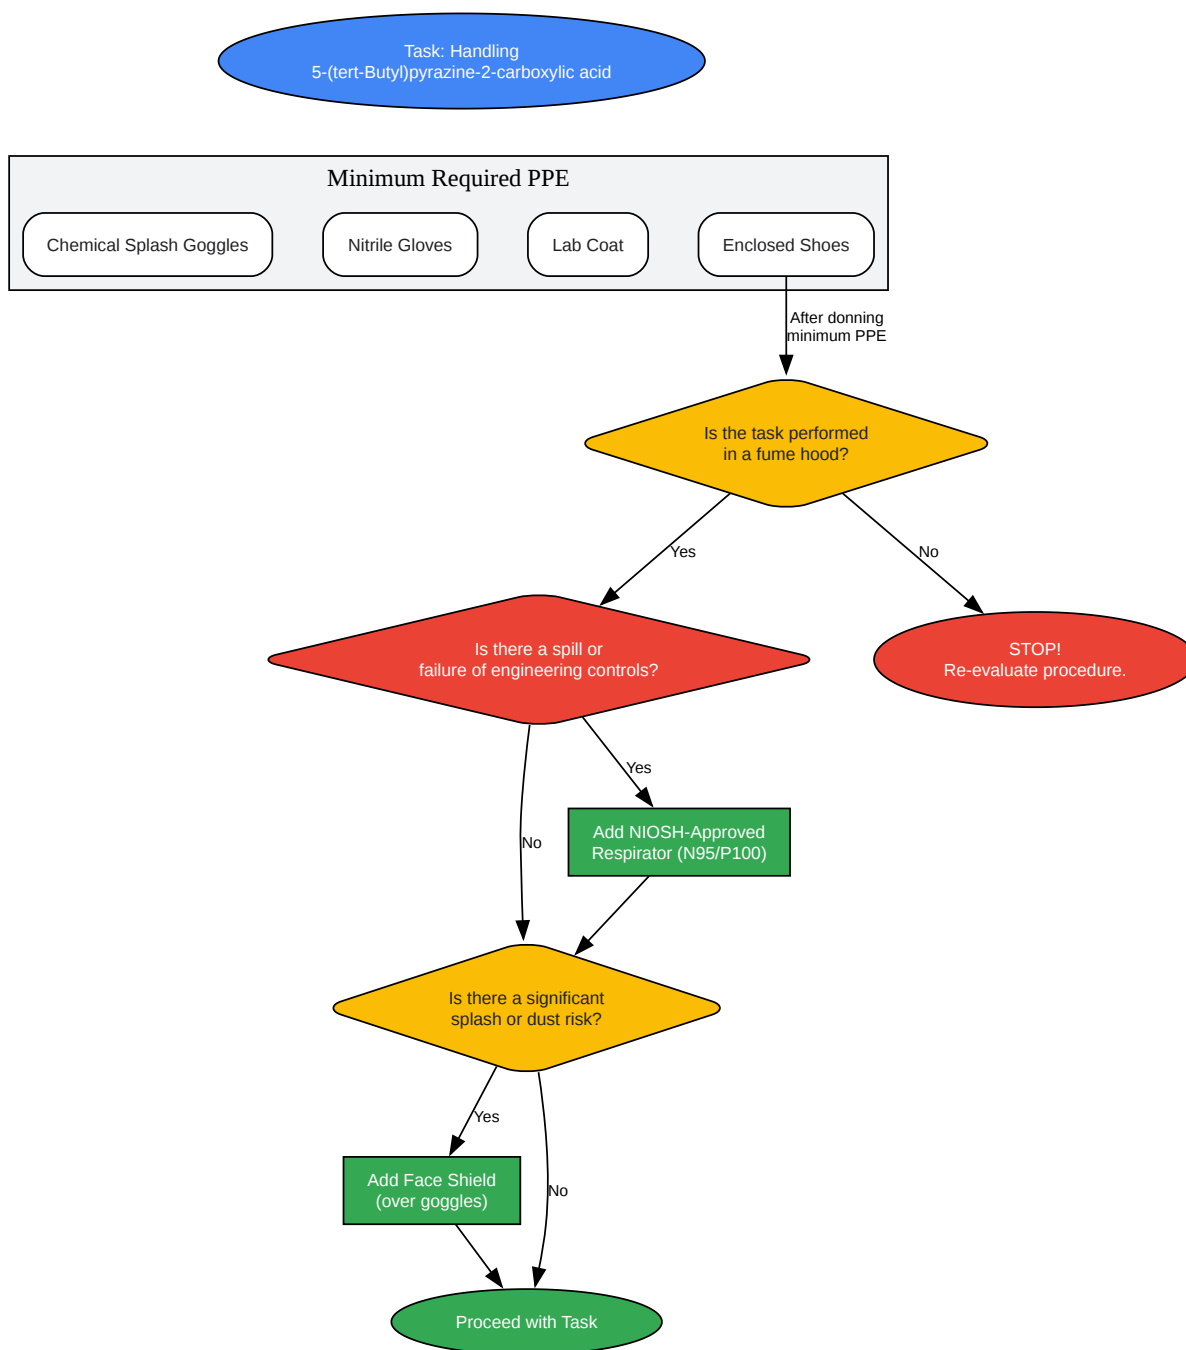 Task: Handling
5-(tert-Butyl)pyrazine-2-carboxylic acid
Minimum Required PPE
Chemical Splash Goggles
Nitrile Gloves
Lab Coat
Enclosed Shoes
After donning
minimum PPE
Is the task performed
in a fume hood?
Yes
No
Is there a spill or
failure of engineering controls?
STOP!
Re-evaluate procedure.
Yes
No
Add NIOSH-Approved
Respirator (N95/P100)
Is there a significant
splash or dust risk?
Yes
No
Add Face Shield
(over goggles)
Proceed with Task